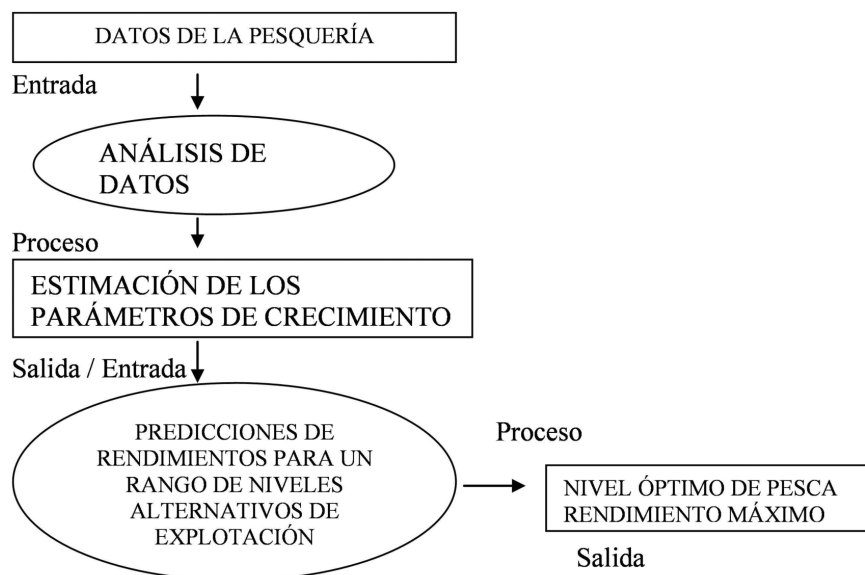 DATOS DE LA PESQUERÍA
Entrada
ANÁLISIS DE
DATOS
Proceso
ESTIMACIÓN DE LOS
PARÁMETROS DE CRECIMIENTO
Salida / Entrada
PREDICCIONES DE
RENDIMIENTOS PARA UN
RANGO DE NIVELES
ALTERNATIVOS DE
EXPLOTACIÓN
Proceso
NIVEL ÓPTIMO DE PESCA
RENDIMIENTO MÁXIMO
Salida